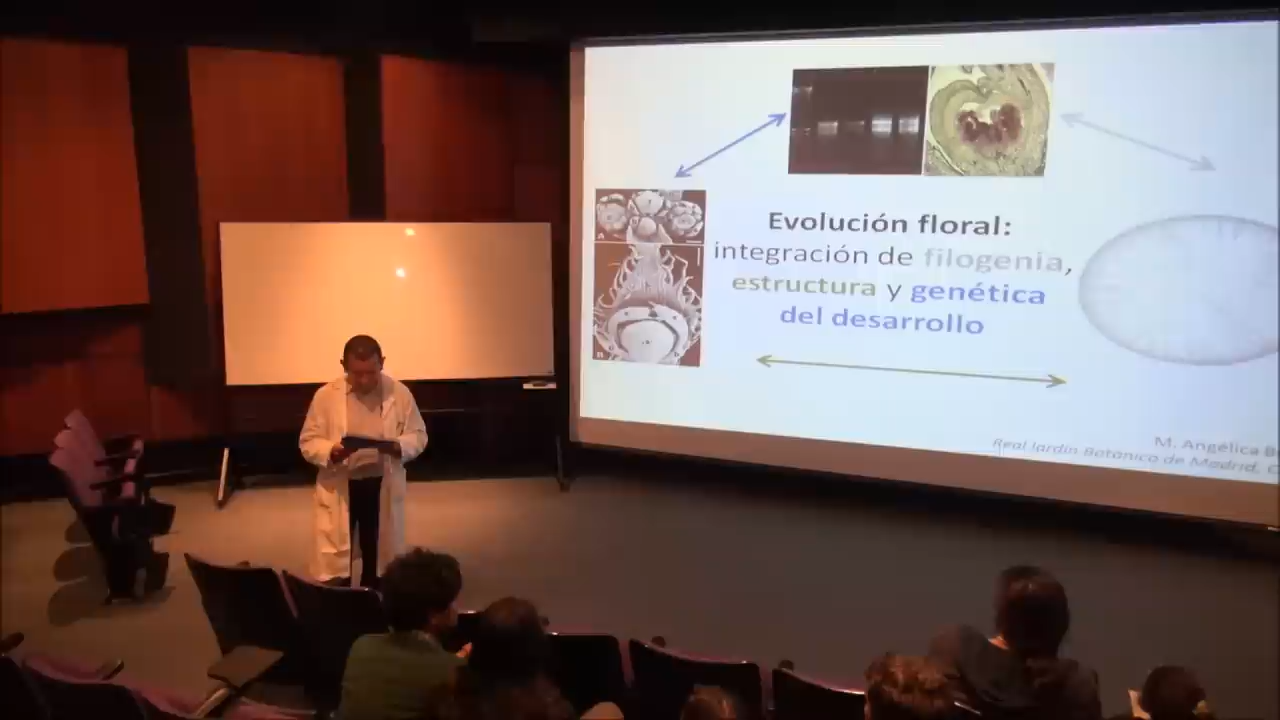 Evolución floral:
integración de filogenia,
estructura y genética
del desarrollo
M. Angélica B
Real Jardín Botánico de Madrid, C